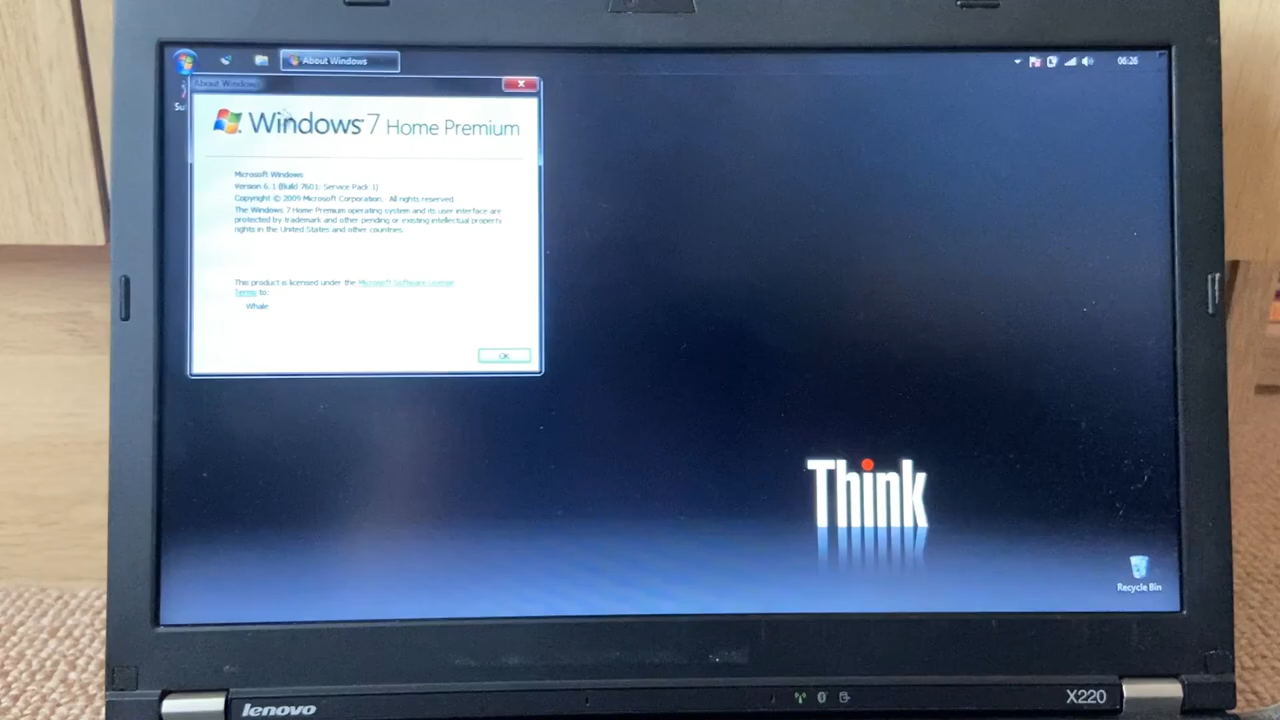 About Windows
06:26
About Windows
Windows 7 Home Premium
Microsoft Windows
Version 6.1 (Build 7601: Service Pack 1)
Copyright © 2009 Microsoft Corporation. All rights reserved.
The Windows 7 Home Premium operating system and its user interface are
protected by trademark and other pending or existing intellectual property
rights in the United States and other countries.
This product is licensed under the Microsoft Software License
Terms to:
Whale
OK
Think
Recycle Bin
lenovo
X220